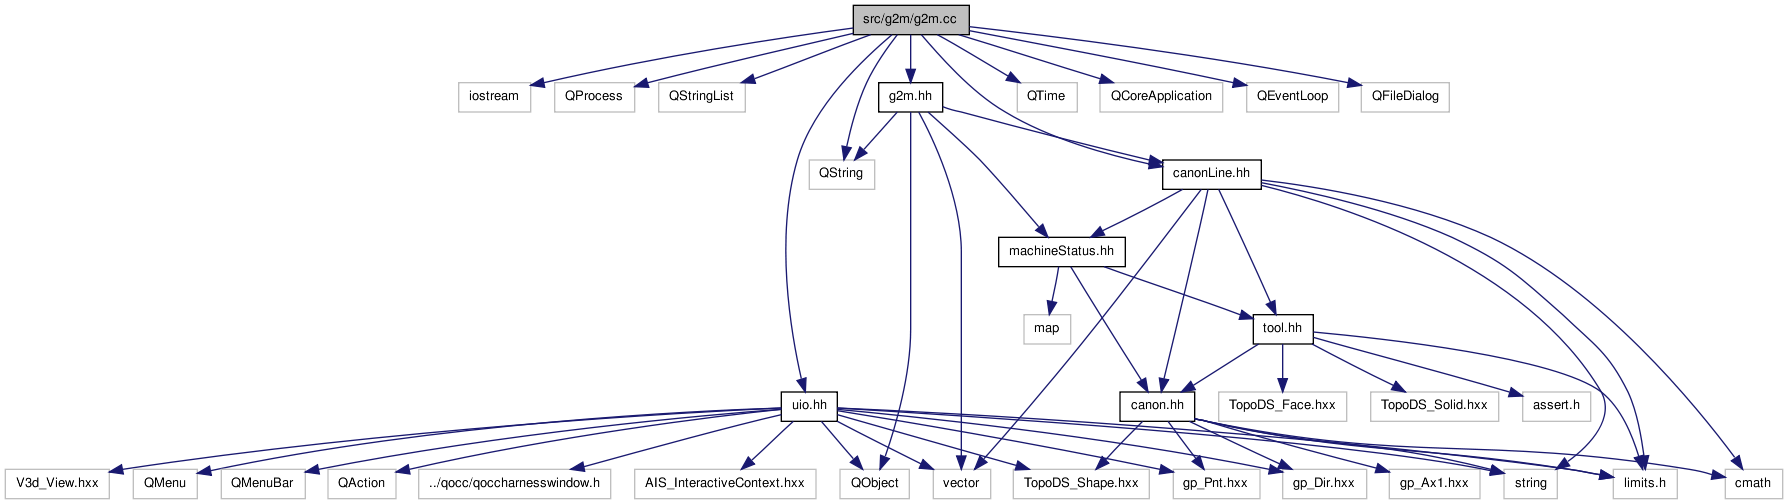 src/g2m/g2m.cc
iostream
QProcess
QStringList
g2m.hh
QTime
QCoreApplication
QEventLoop
QFileDialog
QString
canonLine.hh
machineStatus.hh
map
tool.hh
uio.hh
canon.hh
TopoDS_Face.hxx
TopoDS_Solid.hxx
assert.h
V3d_View.hxx
QMenu
QMenuBar
QAction
../qocc/qoccharnesswindow.h
AIS_InteractiveContext.hxx
QObject
vector
TopoDS_Shape.hxx
gp_Pnt.hxx
gp_Dir.hxx
gp_Ax1.hxx
string
limits.h
cmath